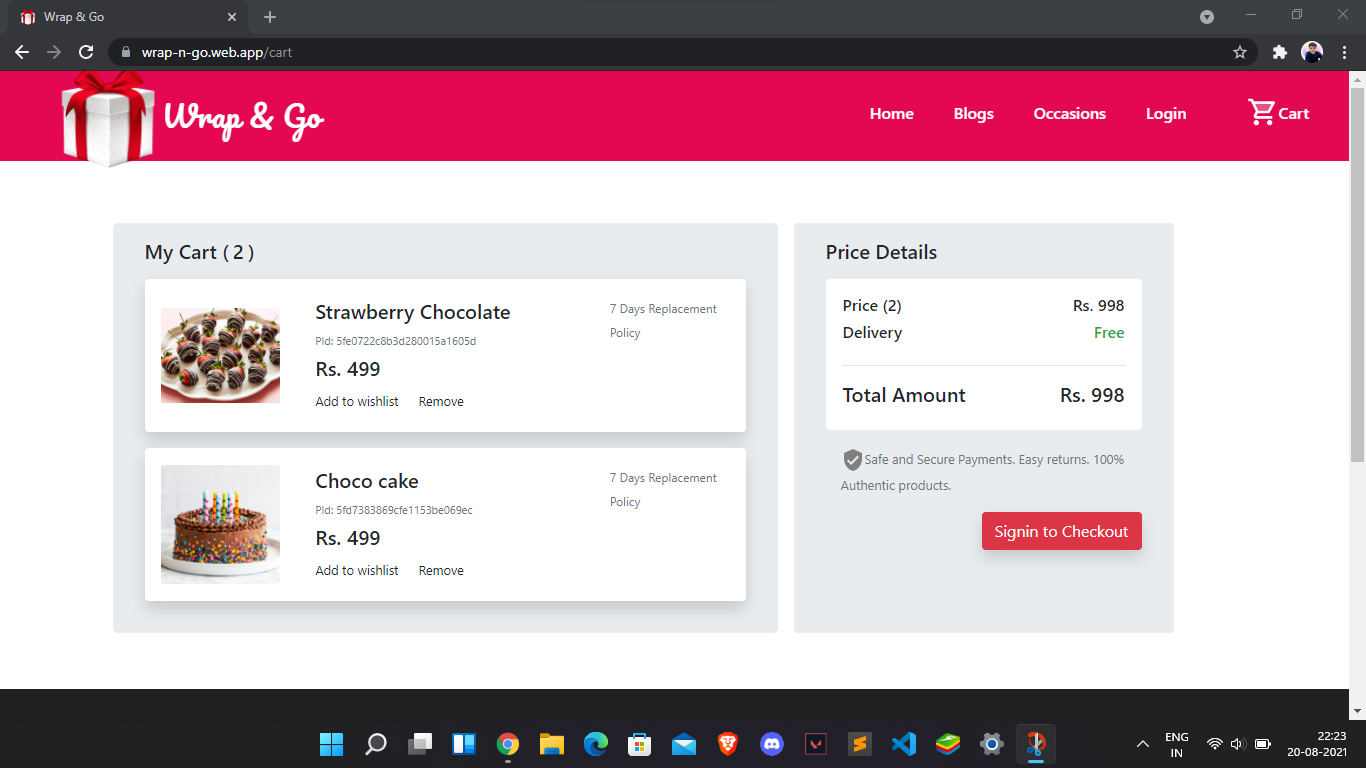 Wrap & Go
wrap-n-go.web.app/cart
Wrap & Go
Home
Blogs
Occasions
Login
Cart
My Cart ( 2 )
Strawberry Chocolate
PId: 5fe0722c8b3d280015a1605d
Rs. 499
Add to wishlist
Remove
7 Days Replacement
Policy
Choco cake
PId: 5fd7383869cfe1153be069ec
Rs. 499
Add to wishlist
Remove
7 Days Replacement
Policy
Price Details
Price (2)
Rs. 998
Delivery
Free
Total Amount
Rs. 998
Safe and Secure Payments. Easy returns. 100%
Authentic products.
Signin to Checkout
ENG
IN
22:23
20-08-2021